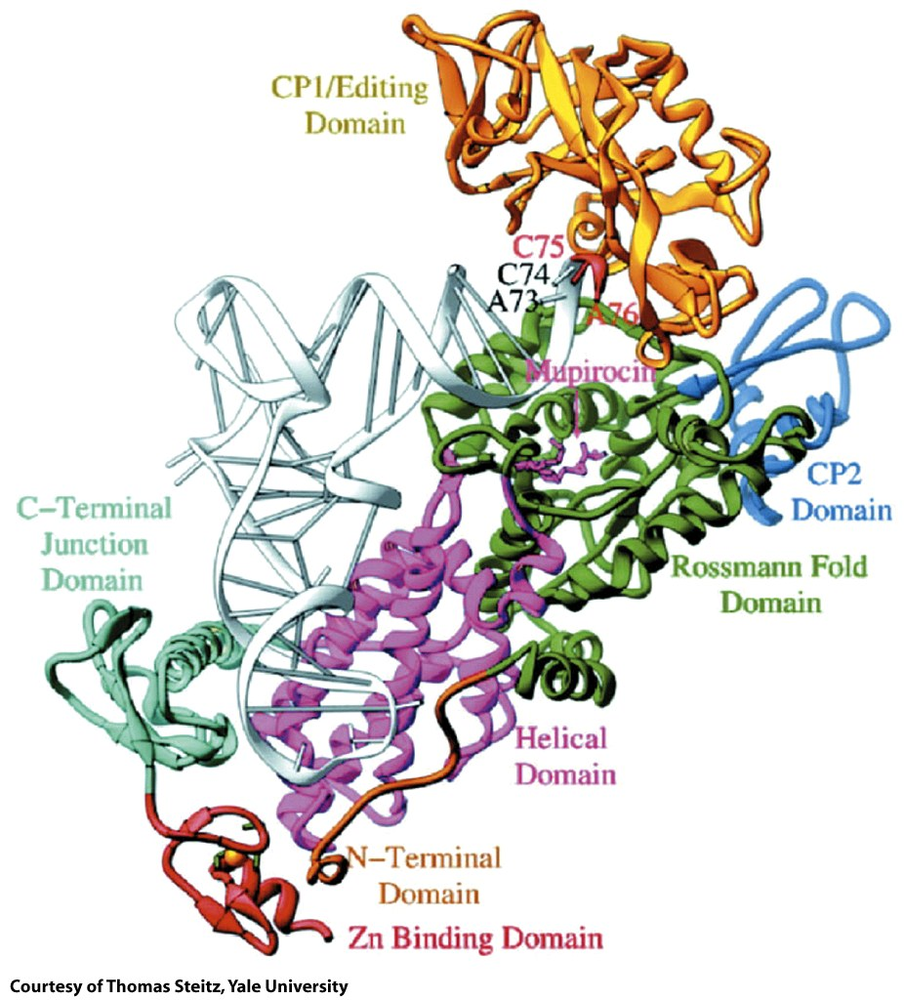 CP1/Editing
Domain
C75
C74
A73
A76
Mupirocin
CP2
Domain
C–Terminal
Junction
Domain
Rossmann Fold
Domain
Helical
Domain
N–Terminal
Domain
Zn Binding Domain
Courtesy of Thomas Steitz, Yale University